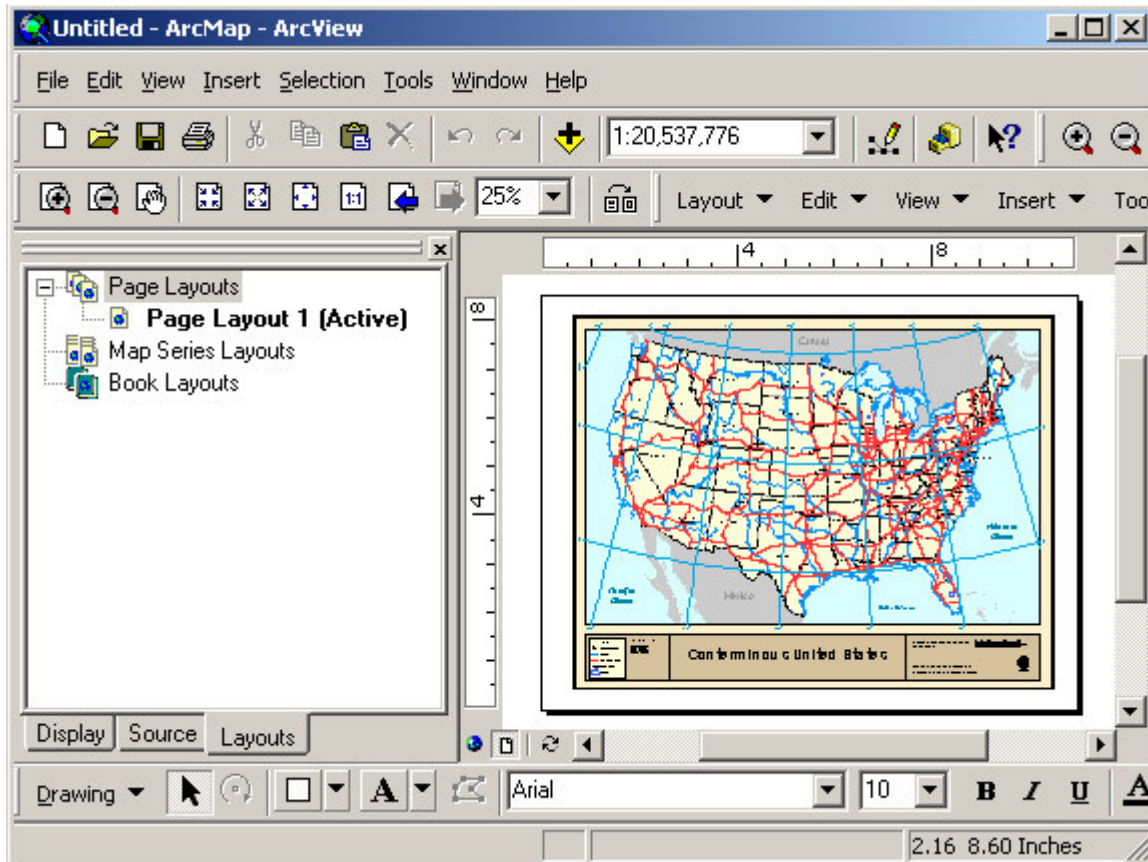 Untitled - ArcMap - ArcView
File Edit View Insert Selection Tools Window Help
1:20,537,776
25% 1:1 Layout Edit View Insert Too
Page Layouts
Page Layout 1 (Active)
Map Series Layouts
Book Layouts
4 8
8
4
Canada
Mexico
Conterminous United States
Display Source Layouts
Drawing A Arial 10 B I U A
2.16 8.60 Inches